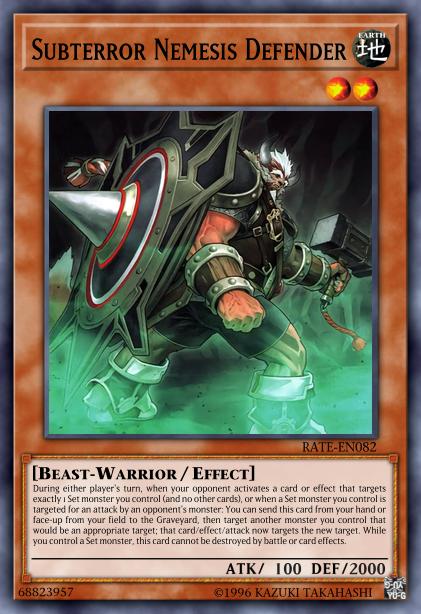 SUBTERROR NEMESIS DEFENDER
EARTH
地
RATE-EN082
[BEAST-WARRIOR / EFFECT]
During either player's turn, when your opponent activates a card or effect that targets
exactly 1 Set monster you control (and no other cards), or when a Set monster you control is
targeted for an attack by an opponent's monster: You can send this card from your hand or
face-up from your field to the Graveyard, then target another monster you control that
would be an appropriate target; that card/effect/attack now targets the new target. While
you control a Set monster, this card cannot be destroyed by battle or card effects.
ATK/ 100 DEF/2000
68823957
©1996 KAZUKI TAKAHASHI